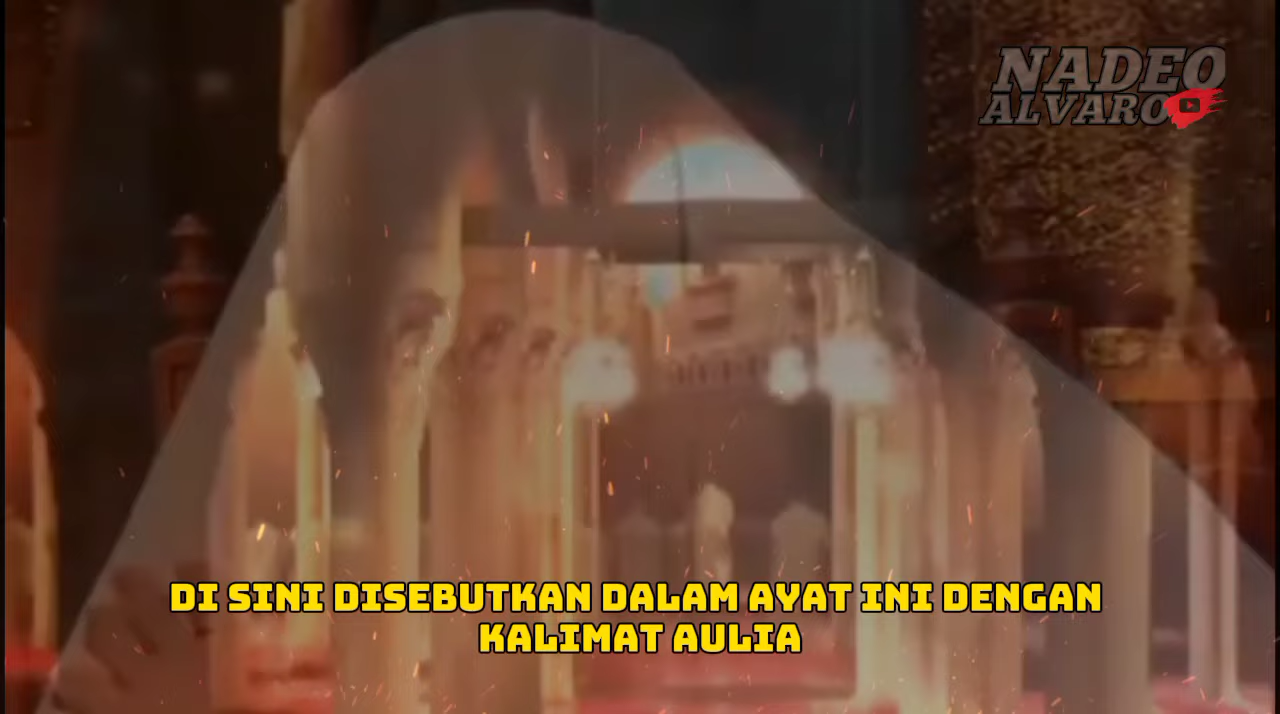 NADEO
ALVARO
DI SINI DISEBUTKAN DALAM AYAT INI DENGAN
KALIMAT AULIA